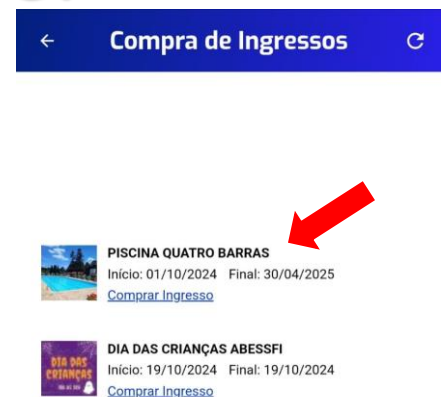 Compra de Ingressos
PISCINA QUATRO BARRAS
Início: 01/10/2024 Final: 30/04/2025
Comprar Ingresso
DIA DAS CRIANÇAS ABESSFI
DIA DAS
CRIANÇAS
Início: 19/10/2024 Final: 19/10/2024
Comprar Ingresso